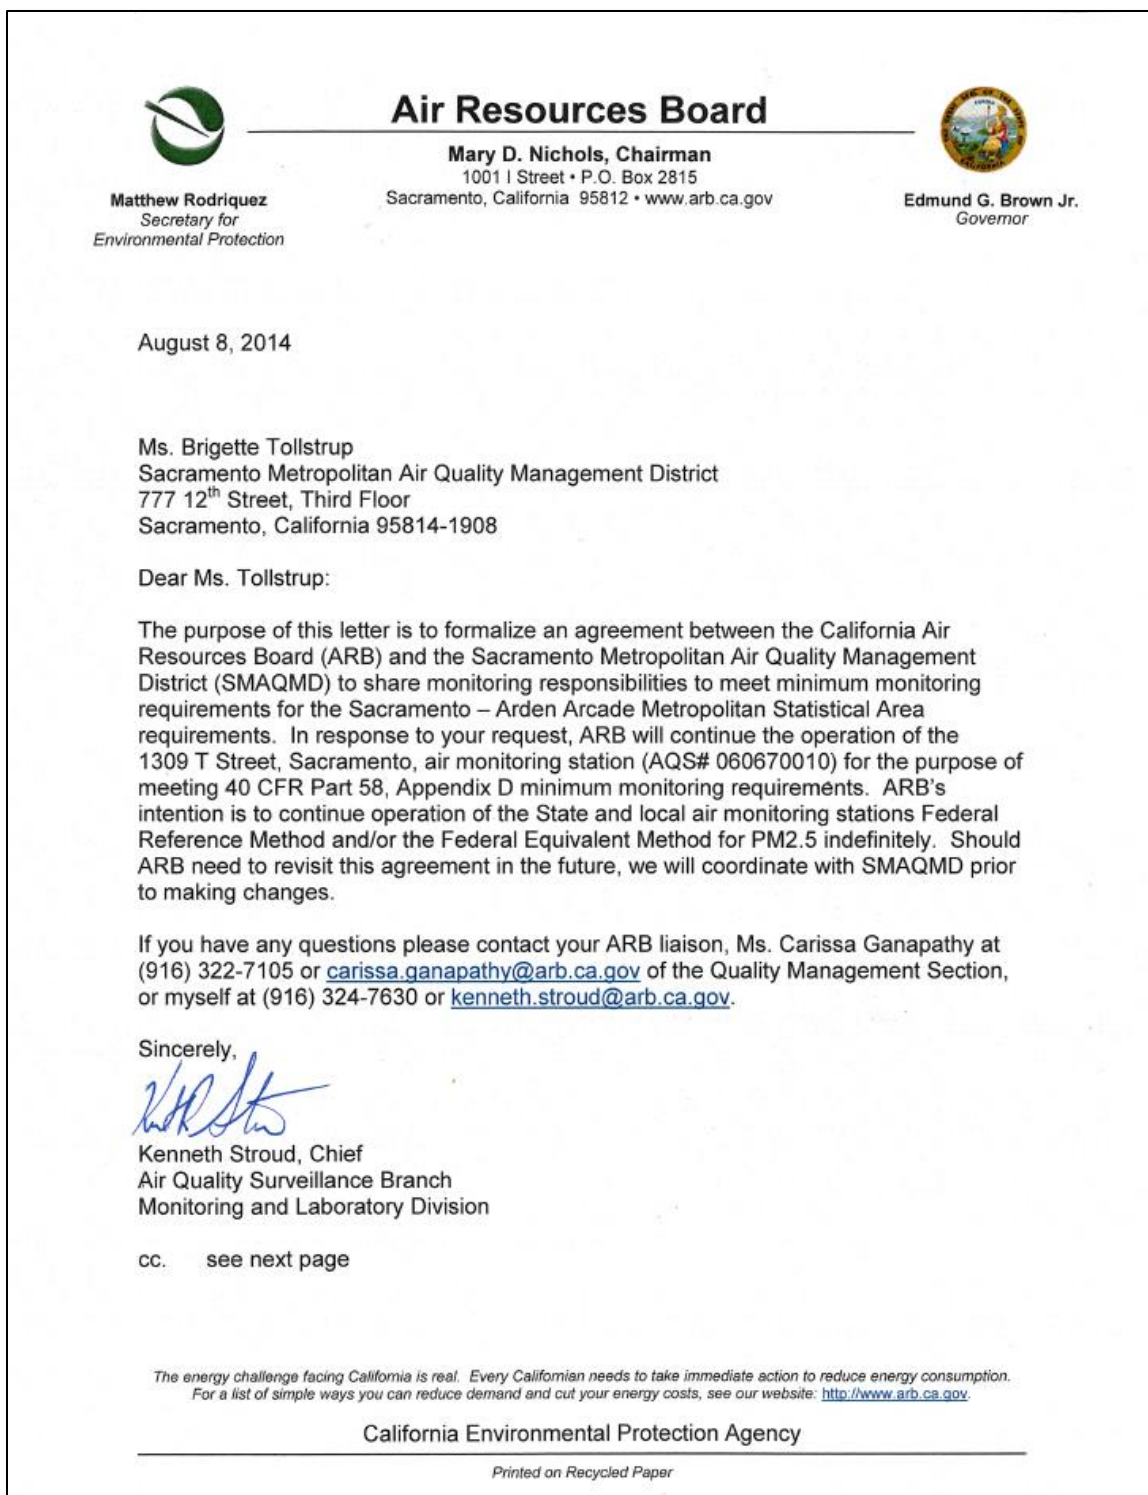 Air Resources Board
Mary D. Nichols, Chairman
1001 I Street • P.O. Box 2815
Sacramento, California 95812 • www.arb.ca.gov
Matthew Rodriquez
Secretary for
Environmental Protection
Edmund G. Brown Jr.
Governor
August 8, 2014
Ms. Brigette Tollstrup
Sacramento Metropolitan Air Quality Management District
777 12th Street, Third Floor
Sacramento, California 95814-1908
Dear Ms. Tollstrup:
The purpose of this letter is to formalize an agreement between the California Air
Resources Board (ARB) and the Sacramento Metropolitan Air Quality Management
District (SMAQMD) to share monitoring responsibilities to meet minimum monitoring
requirements for the Sacramento – Arden Arcade Metropolitan Statistical Area
requirements. In response to your request, ARB will continue the operation of the
1309 T Street, Sacramento, air monitoring station (AQS# 060670010) for the purpose of
meeting 40 CFR Part 58, Appendix D minimum monitoring requirements. ARB's
intention is to continue operation of the State and local air monitoring stations Federal
Reference Method and/or the Federal Equivalent Method for PM2.5 indefinitely. Should
ARB need to revisit this agreement in the future, we will coordinate with SMAQMD prior
to making changes.
If you have any questions please contact your ARB liaison, Ms. Carissa Ganapathy at
(916) 322-7105 or carissa.ganapathy@arb.ca.gov of the Quality Management Section,
or myself at (916) 324-7630 or kenneth.stroud@arb.ca.gov.
Sincerely,
Kenneth Stroud, Chief
Air Quality Surveillance Branch
Monitoring and Laboratory Division
cc. see next page
The energy challenge facing California is real. Every Californian needs to take immediate action to reduce energy consumption.
For a list of simple ways you can reduce demand and cut your energy costs, see our website: http://www.arb.ca.gov.
California Environmental Protection Agency
Printed on Recycled Paper